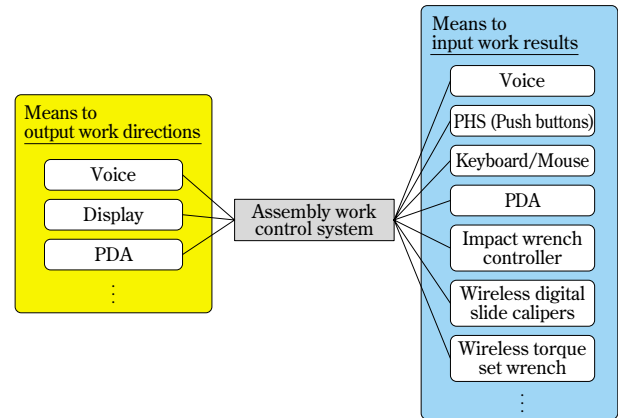 Means to
output work directions
Voice
Display
PDA
⋮
Assembly work
control system
Means to
input work results
Voice
PHS (Push buttons)
Keyboard/Mouse
PDA
Impact wrench
controller
Wireless digital
slide calipers
Wireless torque
set wrench
⋮